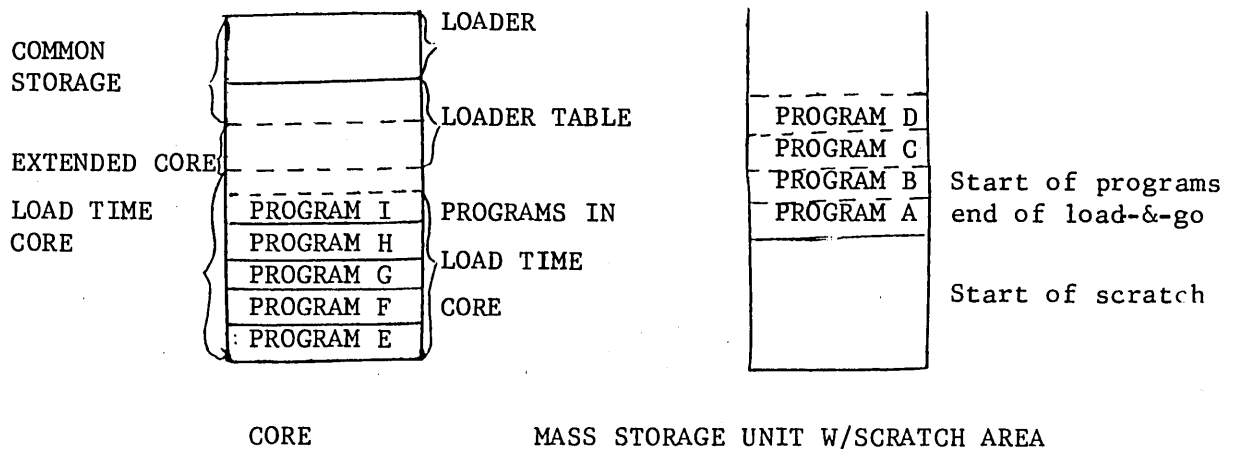 LOADER
COMMON
STORAGE
LOADER TABLE
EXTENDED CORE
LOAD TIME
CORE
PROGRAM I
PROGRAM H
PROGRAM G
PROGRAM F
PROGRAM E
PROGRAMS IN
LOAD TIME
CORE
PROGRAM D
PROGRAM C
PROGRAM B
PROGRAM A
Start of programs
end of load-&-go
Start of scratch
CORE
MASS STORAGE UNIT W/SCRATCH AREA